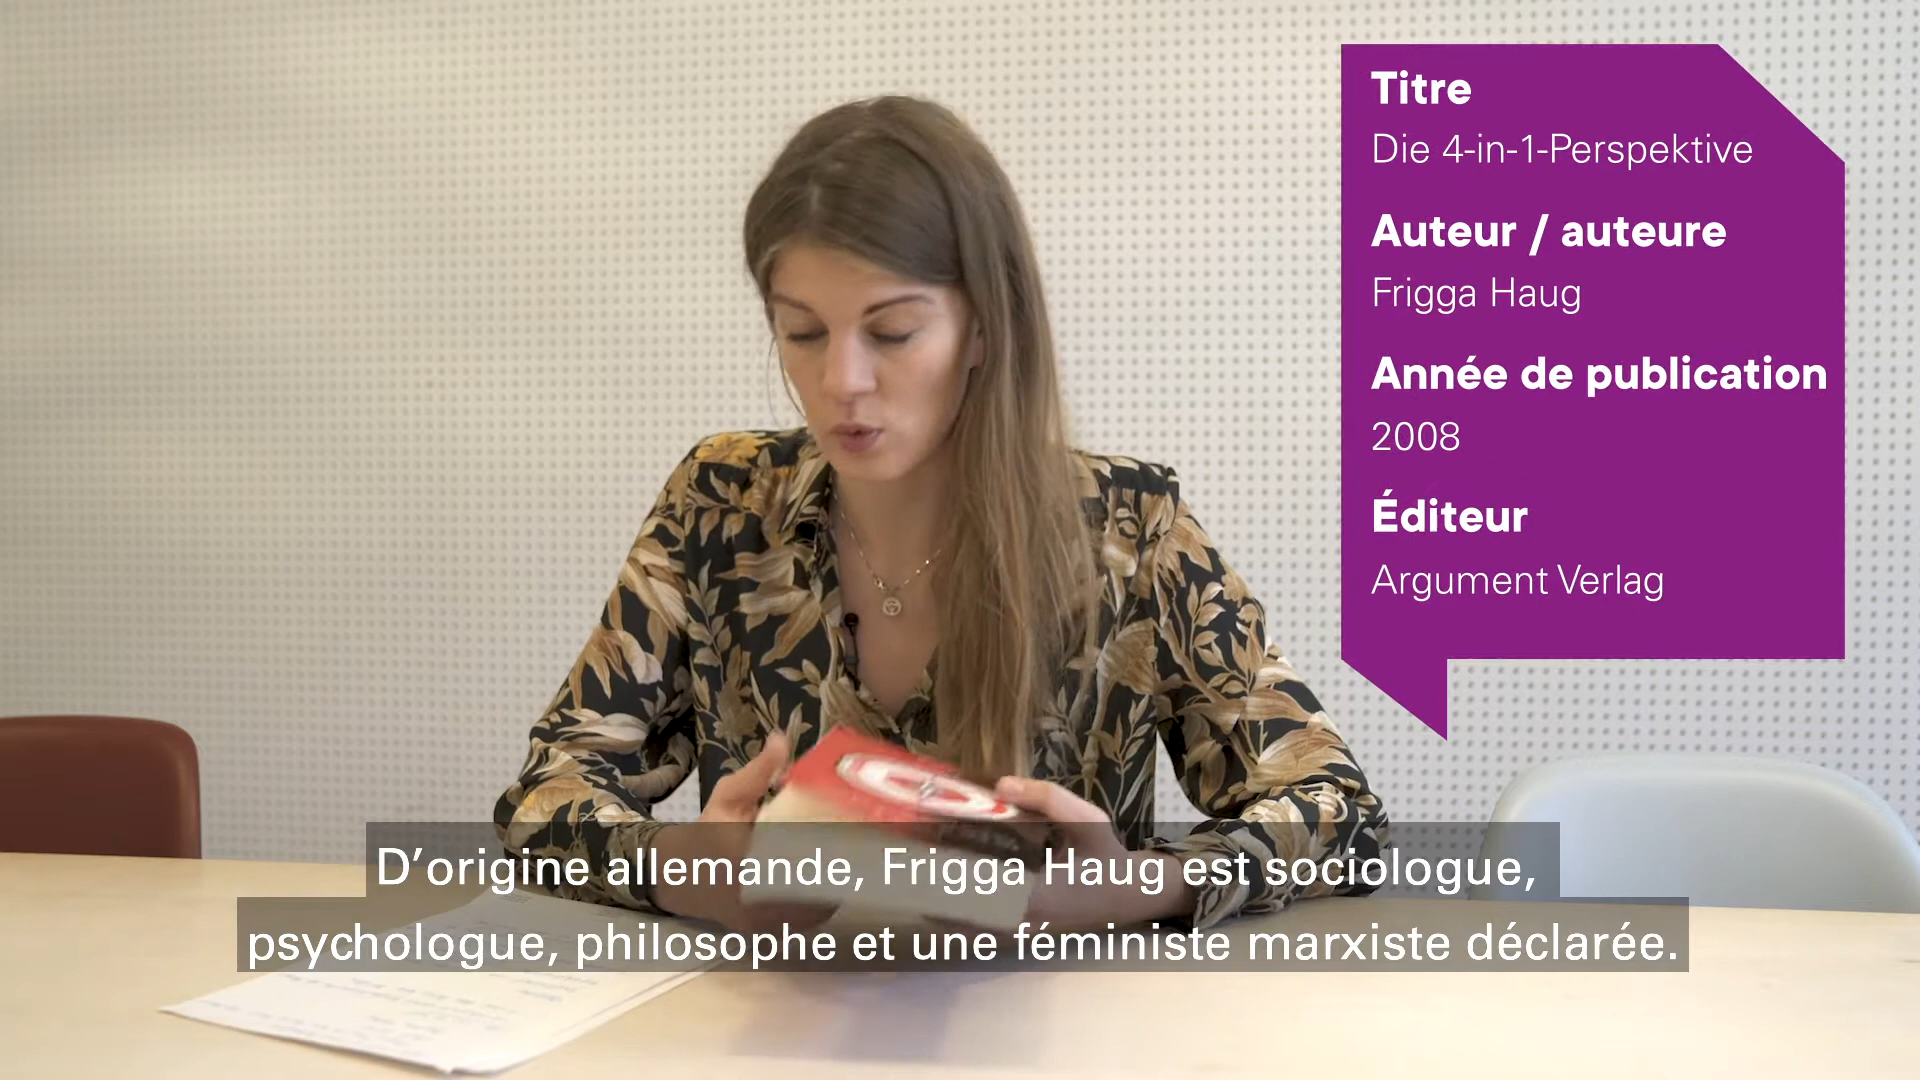 Titre
Die 4-in-1-Perspektive
Auteur / auteure
Frigga Haug
Année de publication
2008
Éditeur
Argument Verlag
D’origine allemande, Frigga Haug est sociologue,
psychologue, philosophe et une féministe marxiste déclarée.